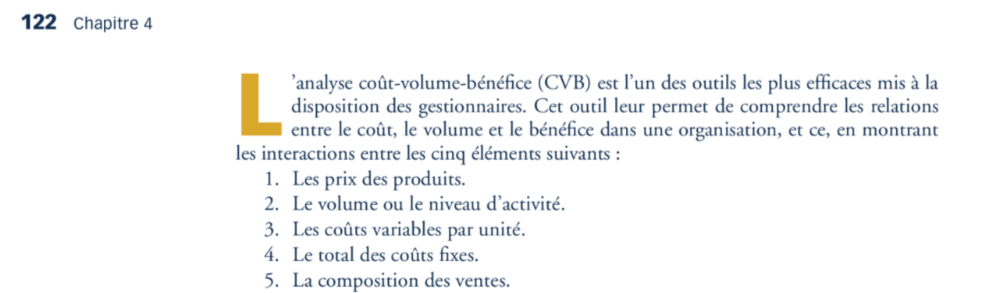 122 Chapitre 4
L’analyse coût-volume-bénéfice (CVB) est l’un des outils les plus efficaces mis à la
disposition des gestionnaires. Cet outil leur permet de comprendre les relations
entre le coût, le volume et le bénéfice dans une organisation, et ce, en montrant
les interactions entre les cinq éléments suivants :
1. Les prix des produits.
2. Le volume ou le niveau d’activité.
3. Les coûts variables par unité.
4. Le total des coûts fixes.
5. La composition des ventes.